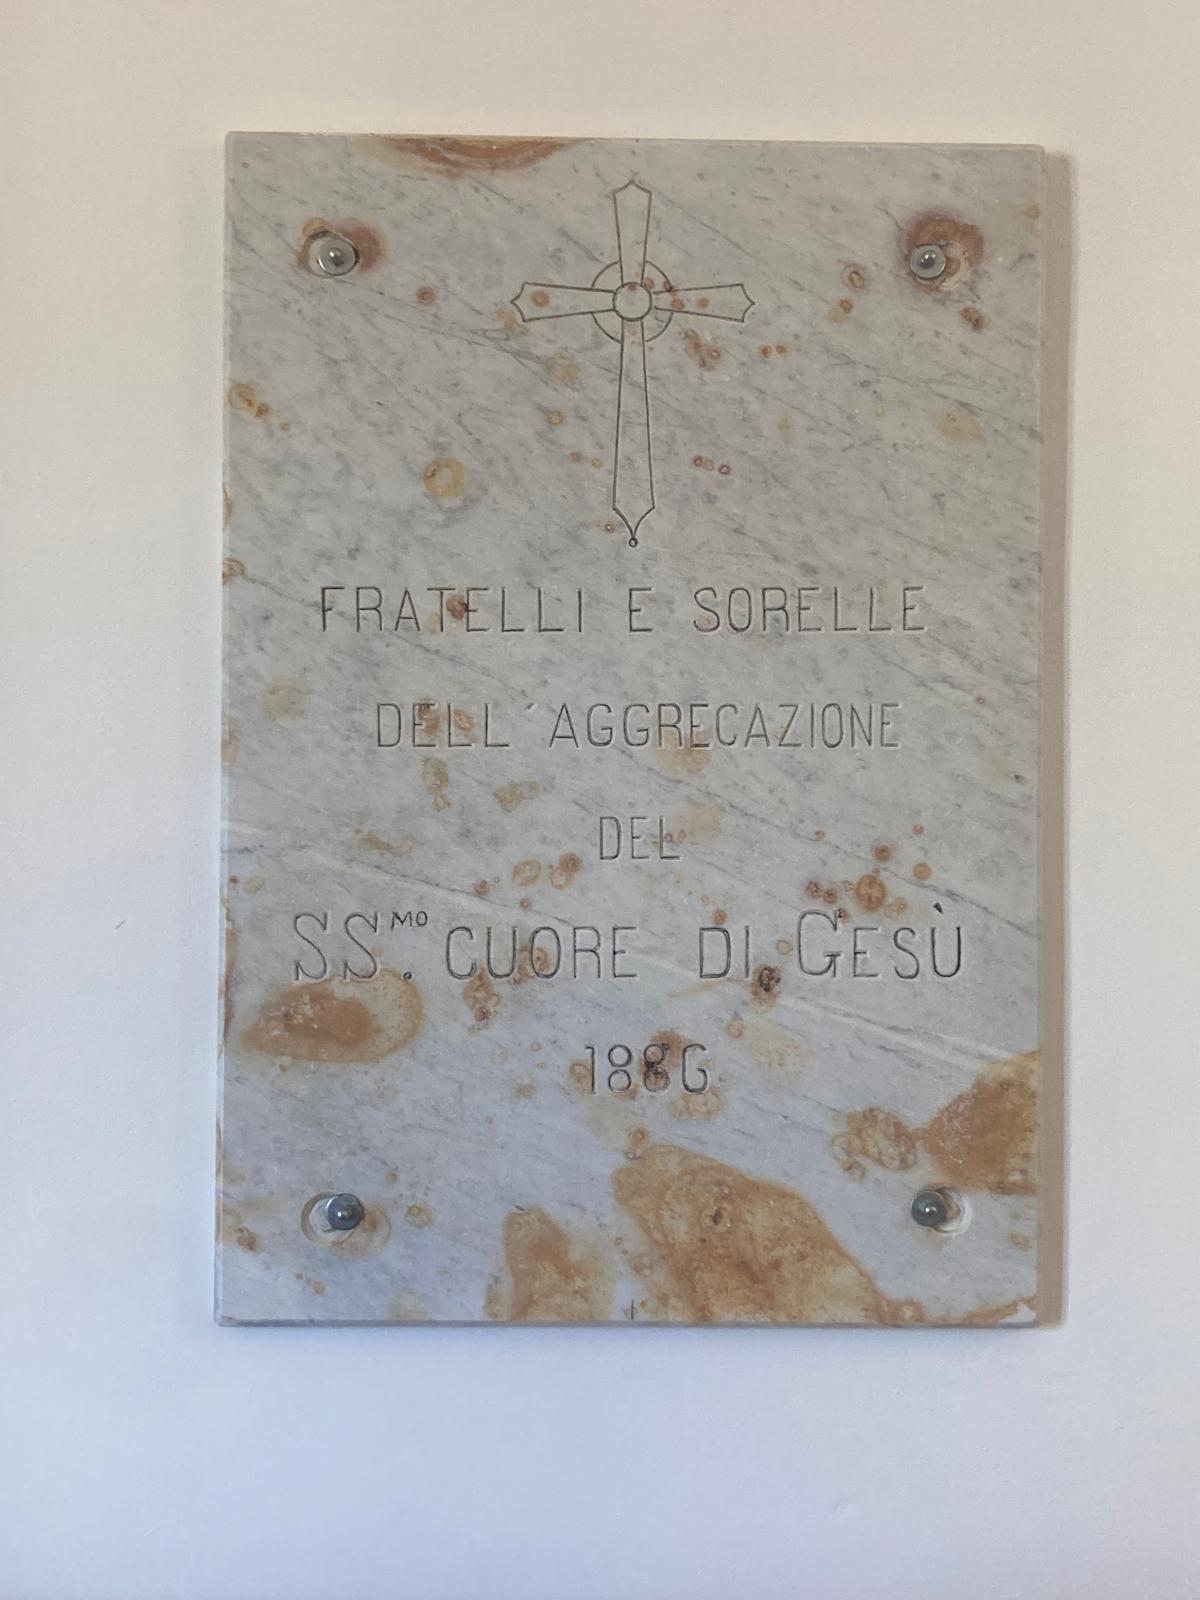 FRATELLI E SORELLE
DELL'AGGRECAZIONE
DEL
SS.MO CUORE DI GESÙ
1886